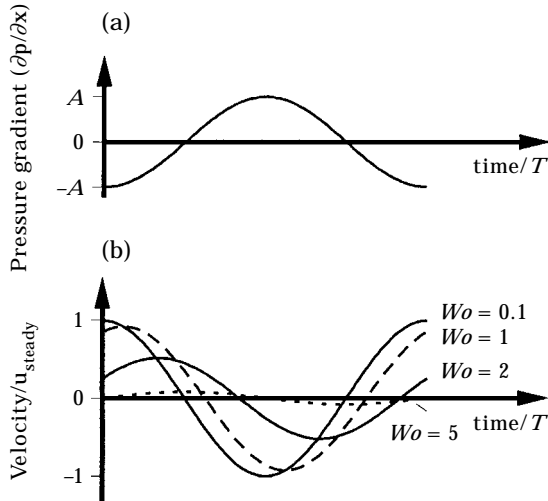 (a)
Pressure gradient (∂p/∂x)
A
0
–A
time/T
(b)
Velocity/u_steady
1
0
–1
Wo = 0.1
Wo = 1
Wo = 2
Wo = 5
time/T